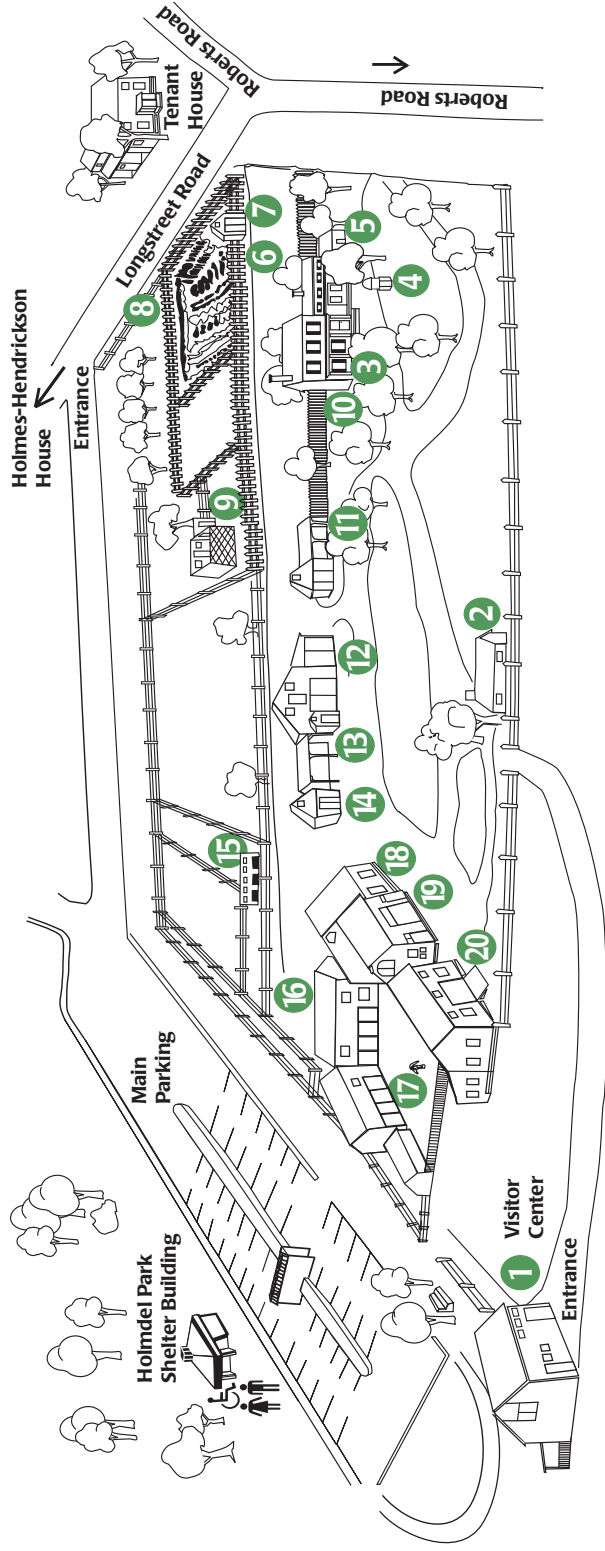 Holmes-Hendrickson
House
Entrance
Longstreet Road
Tenant
House
Roberts Road
Roberts Road
Main
Parking
Holmdel Park
Shelter Building
Visitor
Center
Entrance
1
2
3
4
5
6
7
8
9
10
11
12
13
14
15
16
17
18
19
20